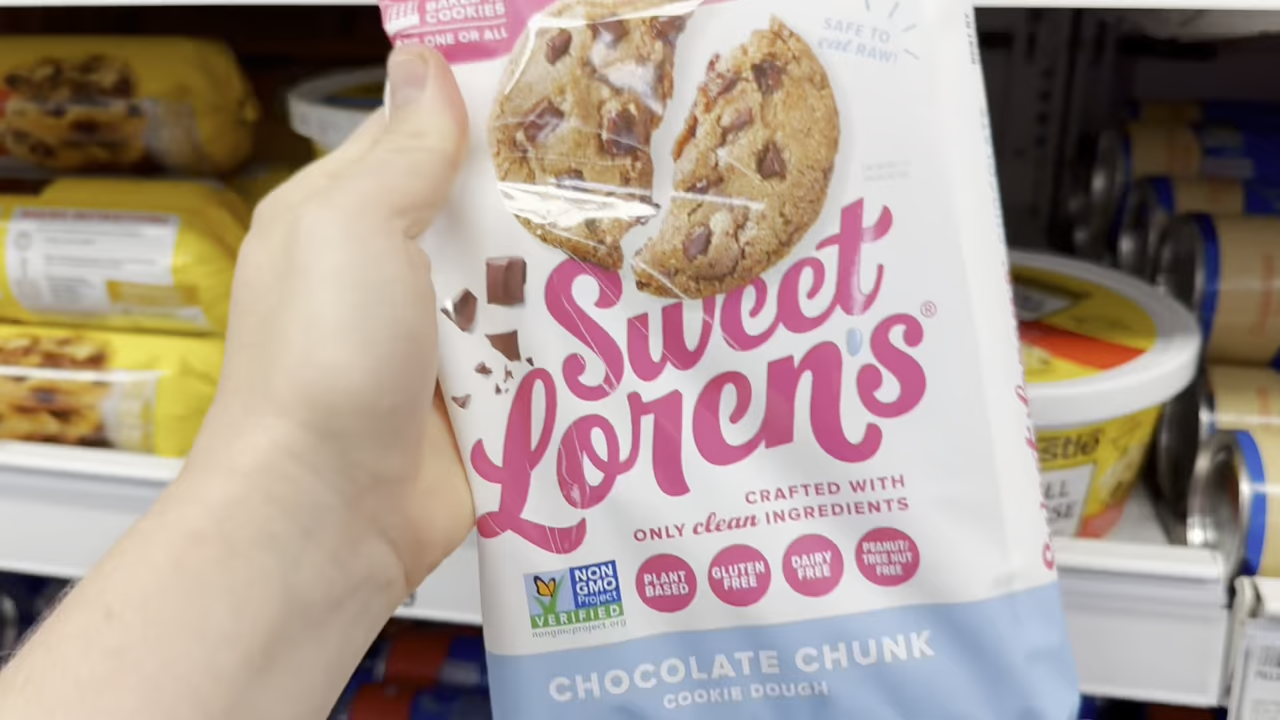 COOKIES
ONE OR ALL
SAFE TO
eat RAW!
Sweet
Loren's®
CRAFTED WITH
ONLY clean INGREDIENTS
PLANT
BASED
GLUTEN
FREE
DAIRY
FREE
PEANUT/
TREE NUT
FREE
NON
GMO
Project
VERIFIED
nongmoproject.org
CHOCOLATE CHUNK
COOKIE DOUGH